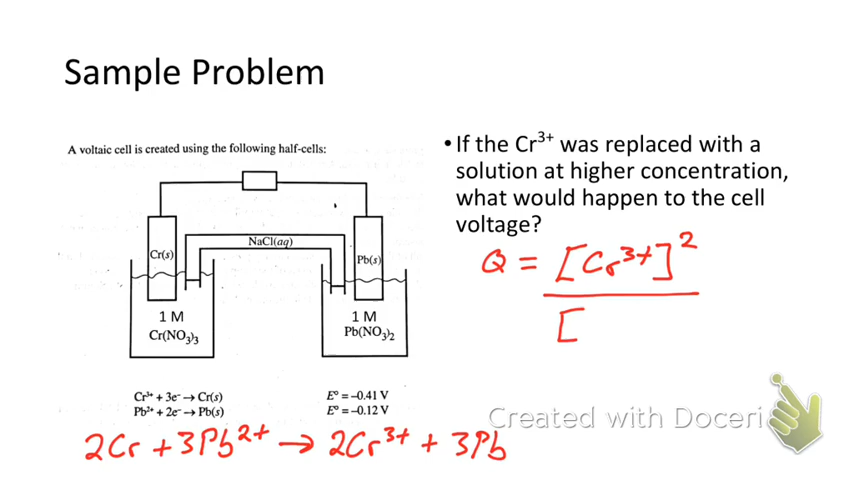 Sample Problem
A voltaic cell is created using the following half-cells:
Cr(s)
NaCl(aq)
Pb(s)
1 M
Cr(NO₃)₃
1 M
Pb(NO₃)₂
Cr³⁺ + 3e⁻ → Cr(s) E° = –0.41 V
Pb²⁺ + 2e⁻ → Pb(s) E° = –0.12 V
2Cr + 3Pb²⁺ → 2Cr³⁺ + 3Pb
• If the Cr³⁺ was replaced with a
solution at higher concentration,
what would happen to the cell
voltage?
Q = [Cr³⁺]²
[
Created with Doceri